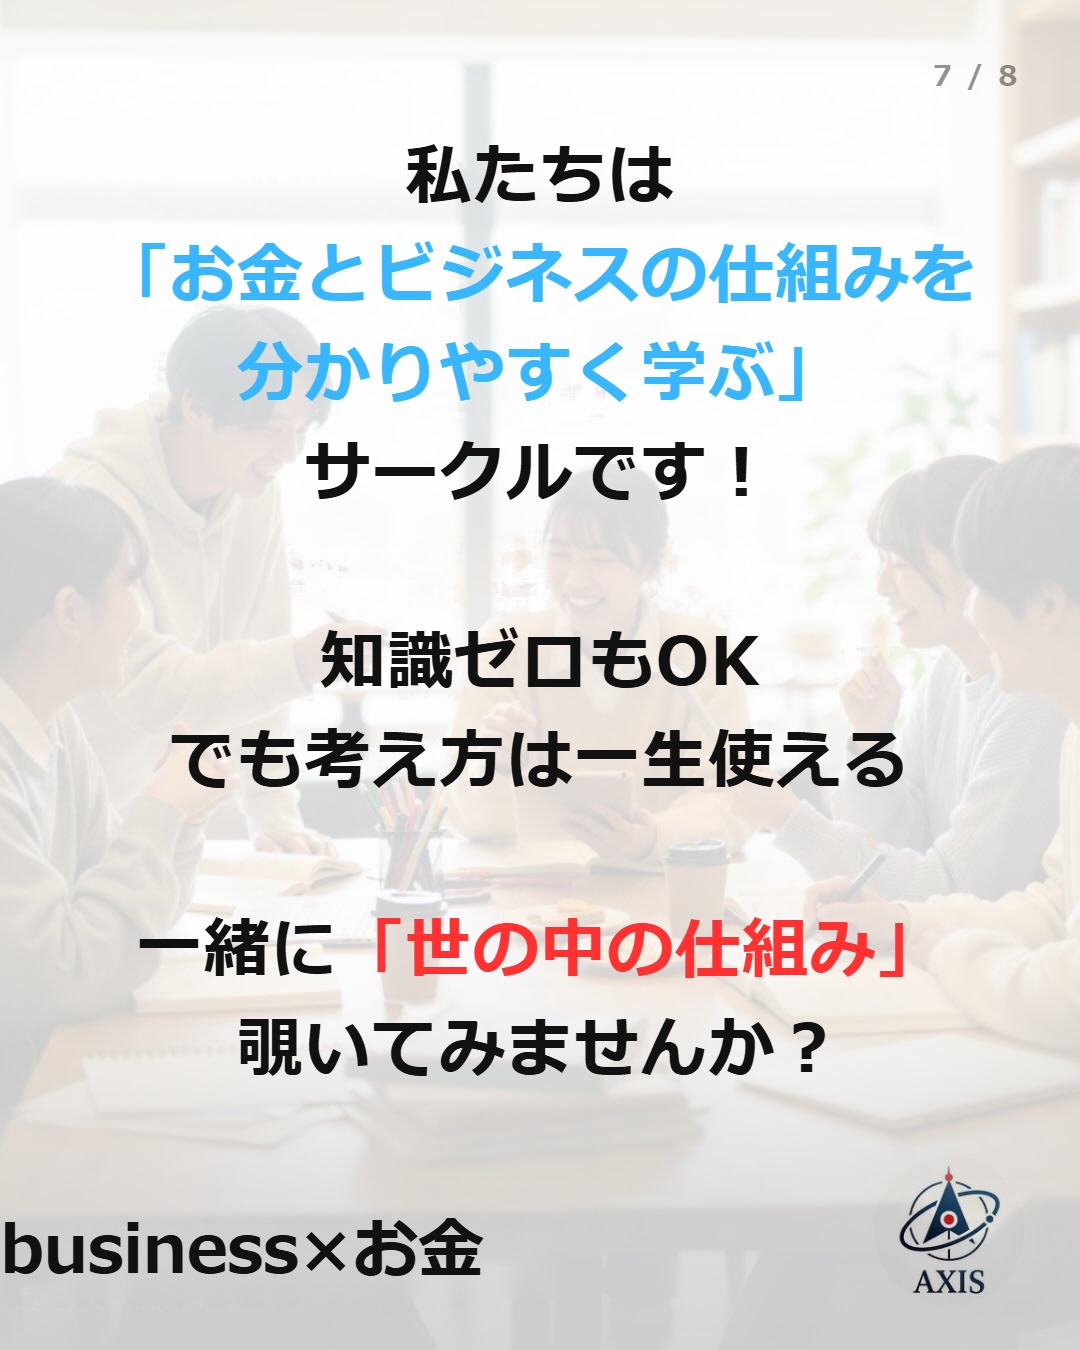 7 / 8
私たちは
「お金とビジネスの仕組みを
分かりやすく学ぶ」
サークルです！
知識ゼロもOK
でも考え方は一生使える
一緒に「世の中の仕組み」
覗いてみませんか？
business×お金
AXIS